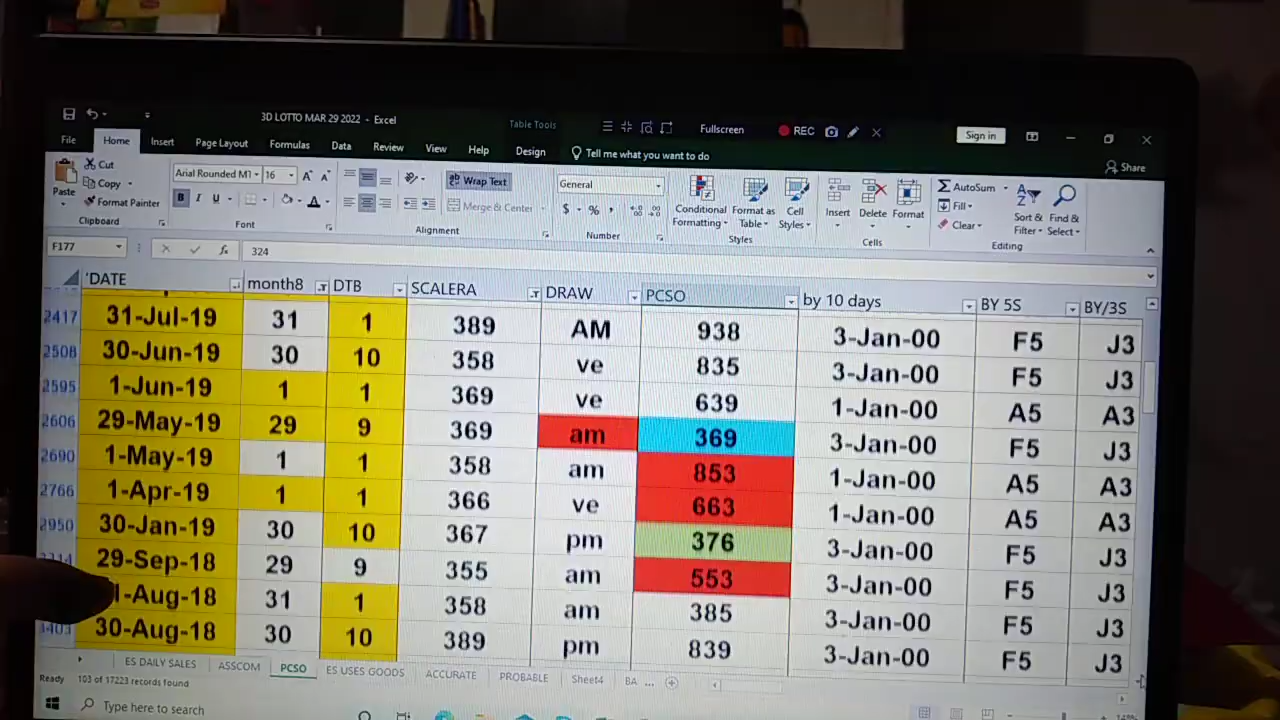 3D LOTTO MAR 29 2022 - Excel
Table Tools
Fullscreen
REC
Sign in
File Home Insert Page Layout Formulas Data Review View Help Design Tell me what you want to do
Share
Paste
Cut
Copy
Format Painter
Clipboard
Arial Rounded MT 16
B I U
Font
Wrap Text
Merge & Center
Alignment
General
$ %
Number
Conditional Formatting
Format as Table
Cell Styles
Styles
Insert Delete Format
Cells
AutoSum
Fill
Clear
Sort & Filter
Find & Select
Editing
F177 fx 324
'DATE month8 DTB SCALERA DRAW PCSO by 10 days BY 5S BY/3S
2417 31-Jul-19 31 1 389 AM 938 3-Jan-00 F5 J3
2508 30-Jun-19 30 10 358 ve 835 3-Jan-00 F5 J3
2595 1-Jun-19 1 1 369 ve 639 1-Jan-00 A5 A3
2606 29-May-19 29 9 369 am 369 3-Jan-00 F5 J3
2690 1-May-19 1 1 358 am 853 1-Jan-00 A5 A3
2766 1-Apr-19 1 1 366 ve 663 1-Jan-00 A5 A3
2950 30-Jan-19 30 10 367 pm 376 3-Jan-00 F5 J3
29-Sep-18 29 9 355 am 553 3-Jan-00 F5 J3
1-Aug-18 31 1 358 am 385 3-Jan-00 F5 J3
3403 30-Aug-18 30 10 389 pm 839 3-Jan-00 F5 J3
ES DAILY SALES ASSCOM PCSO ES USES GOODS ACCURATE PROBABLE Sheet4 BA ...
Ready 103 of 17223 records found
Type here to search